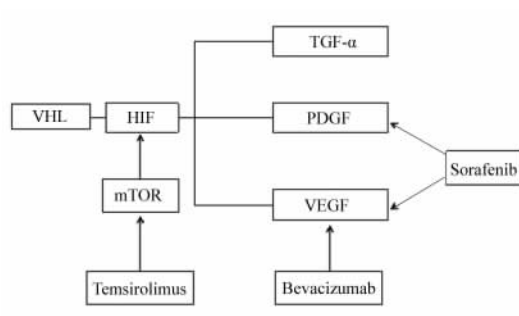 TGF-α
VHL
HIF
PDGF
Sorafenib
mTOR
VEGF
Temsirolimus
Bevacizumab